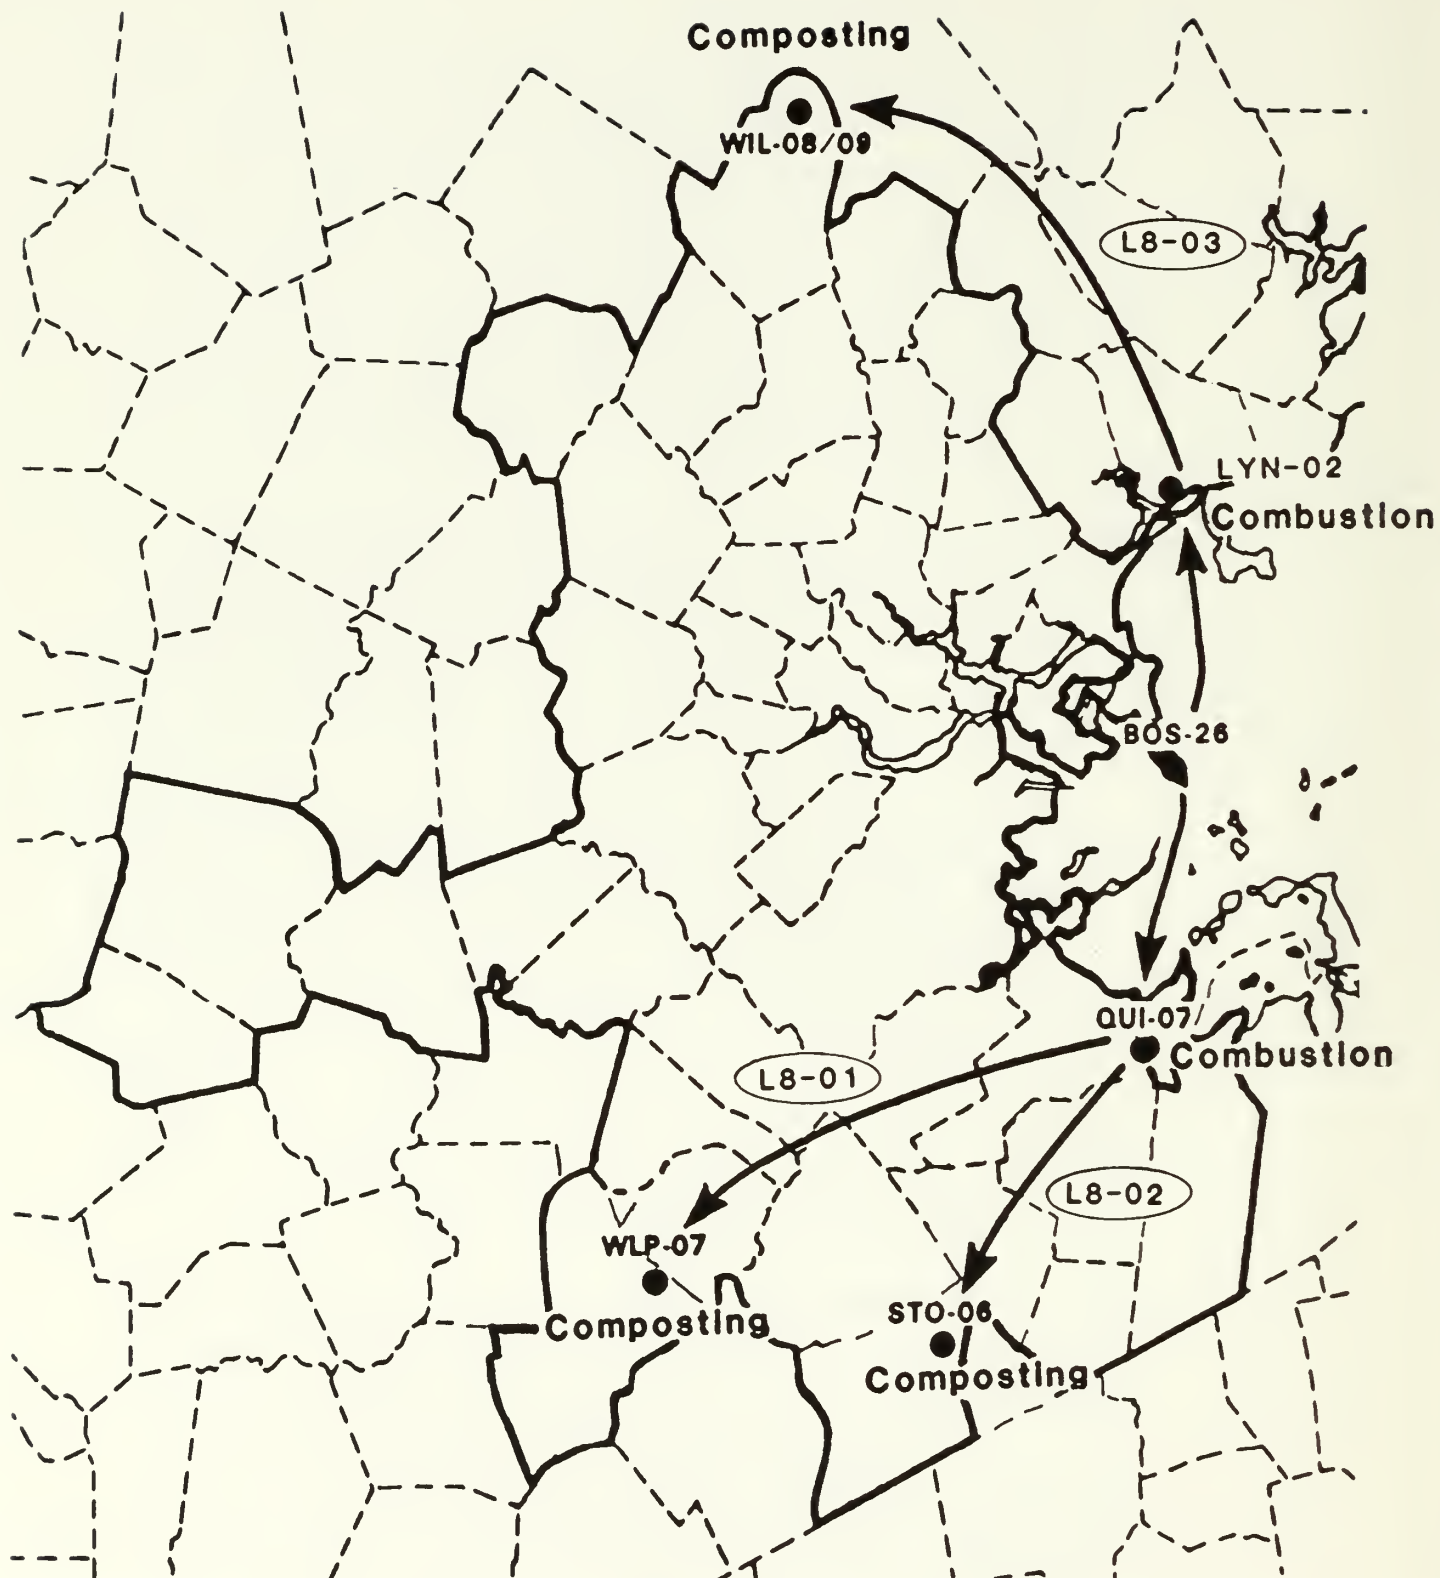 Composting
WIL-08/09
L8-03
LYN-02
Combustion
BOS-26
QUI-07
Combustion
L8-01
L8-02
WLP-07
Composting
STO-06
Composting